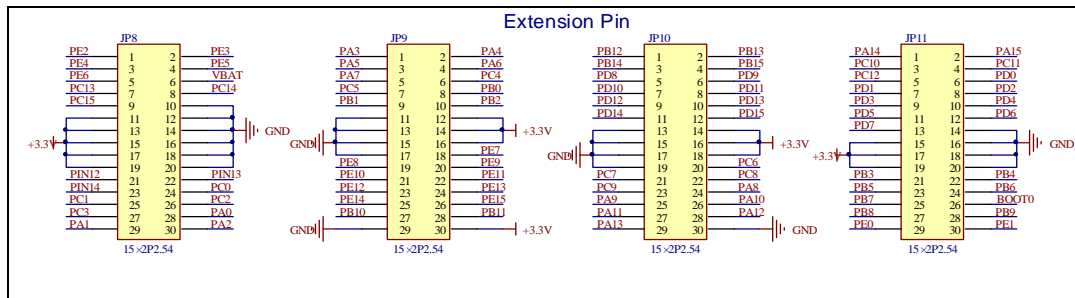 Extension Pin
JP8
PE2 1 2 PE3
PE4 3 4 PE5
PE6 5 6 VBAT
PC13 7 8 PC14
PC15 9 10
11 12
13 14 GND
+3.3V 15 16
17 18
19 20
PIN12 21 22 PIN13
PIN14 23 24 PC0
PC1 25 26 PC2
PC3 27 28 PA0
PA1 29 30 PA2
15×2P2.54
JP9
PA3 1 2 PA4
PA5 3 4 PA6
PA7 5 6 PC4
PC5 7 8 PB0
PB1 9 10 PB2
11 12
13 14 +3.3V
GND 15 16
17 18 PE7
PE8 19 20 PE9
PE10 21 22 PE11
PE12 23 24 PE13
PE14 25 26 PE15
PB10 27 28 PB11
GND 29 30 +3.3V
15×2P2.54
JP10
PB12 1 2 PB13
PB14 3 4 PB15
PD8 5 6 PD9
PD10 7 8 PD11
PD12 9 10 PD13
PD14 11 12 PD15
13 14
15 16 +3.3V
GND 17 18
19 20 PC6
PC7 21 22 PC8
PC9 23 24 PA8
PA9 25 26 PA10
PA11 27 28 PA12
PA13 29 30 GND
15×2P2.54
JP11
PA14 1 2 PA15
PC10 3 4 PC11
PC12 5 6 PD0
PD1 7 8 PD2
PD3 9 10 PD4
PD5 11 12 PD6
PD7 13 14
15 16 GND
+3.3V 17 18
19 20
PB3 21 22 PB4
PB5 23 24 PB6
PB7 25 26 BOOT0
PB8 27 28 PB9
PE0 29 30 PE1
15×2P2.54